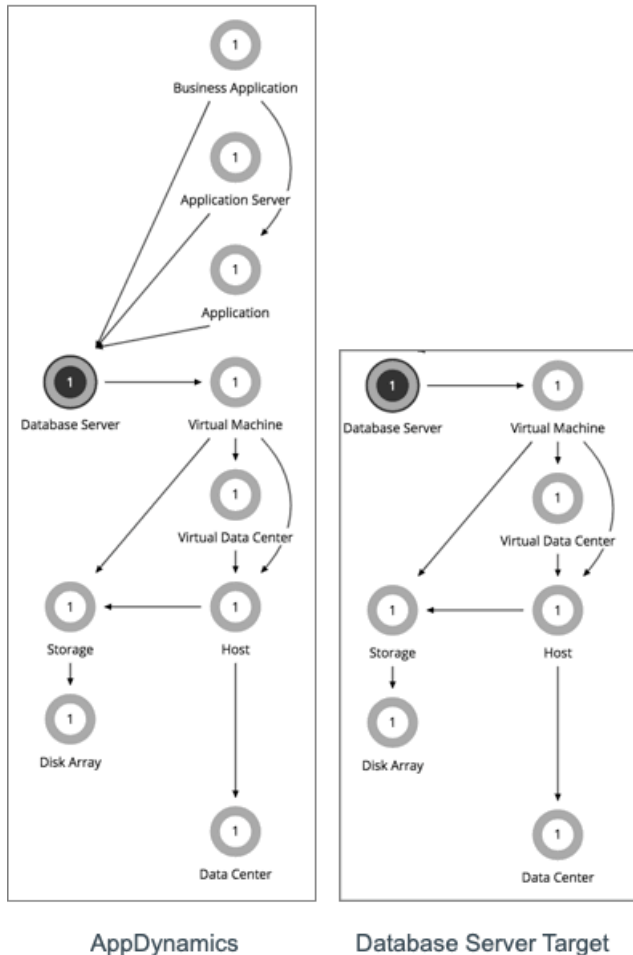 1
Business Application
1
Application Server
1
Application
1
Database Server
1
Virtual Machine
1
Virtual Data Center
1
Storage
1
Host
1
Disk Array
1
Data Center
AppDynamics
1
Database Server
1
Virtual Machine
1
Virtual Data Center
1
Storage
1
Host
1
Disk Array
1
Data Center
Database Server Target